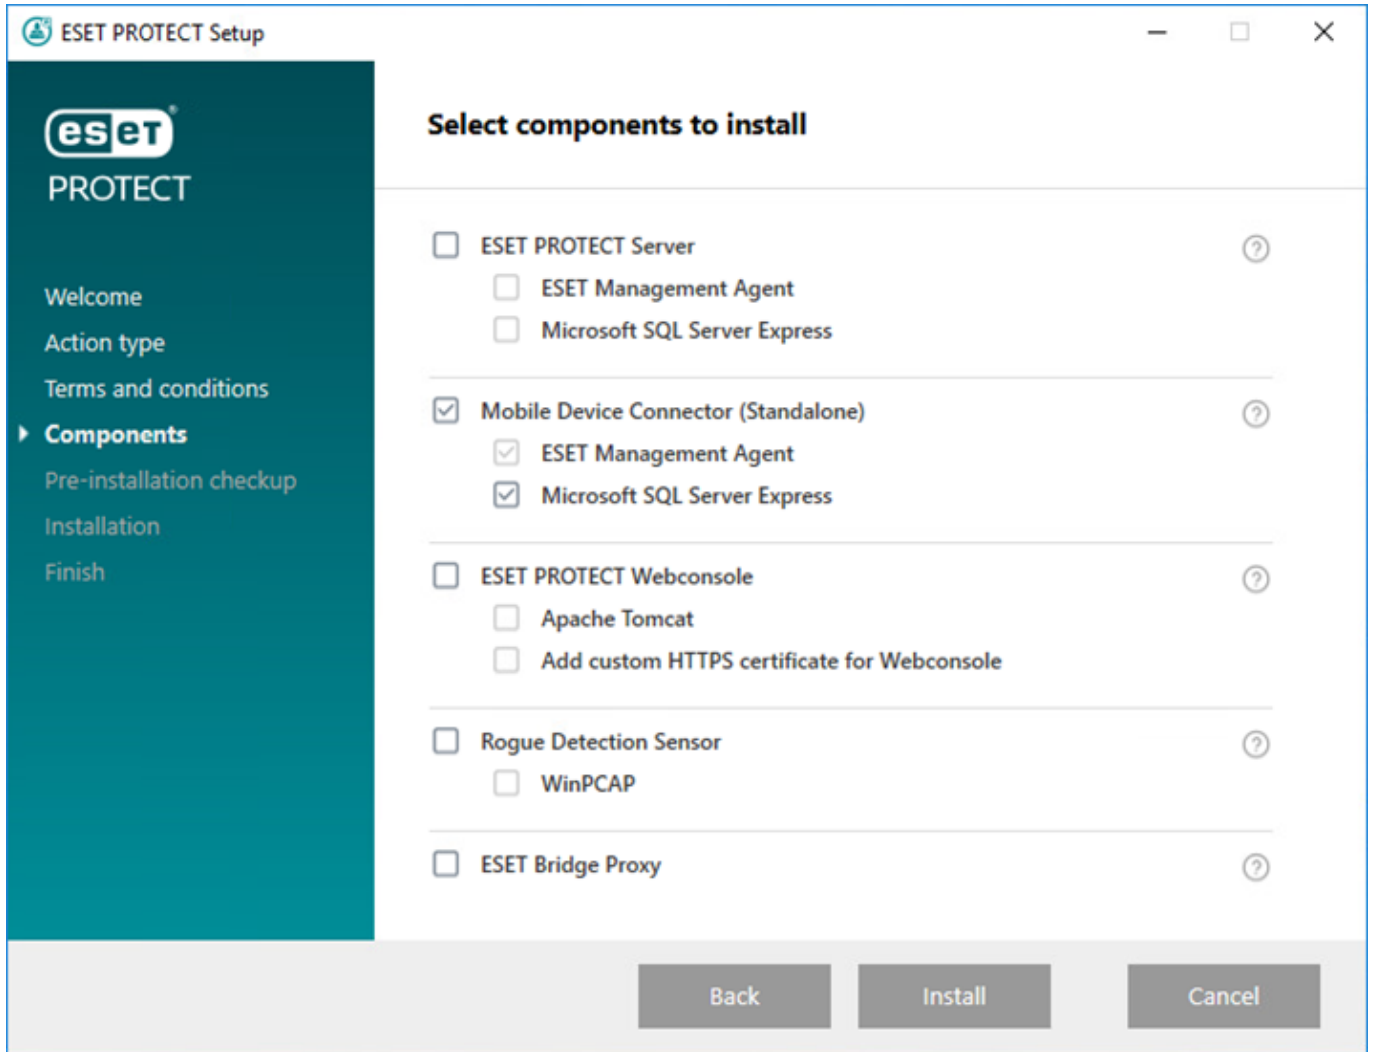 ESET PROTECT Setup
eset®
PROTECT
Welcome
Action type
Terms and conditions
Components
Pre-installation checkup
Installation
Finish
Select components to install
ESET PROTECT Server
ESET Management Agent
Microsoft SQL Server Express
Mobile Device Connector (Standalone)
ESET Management Agent
Microsoft SQL Server Express
ESET PROTECT Webconsole
Apache Tomcat
Add custom HTTPS certificate for Webconsole
Rogue Detection Sensor
WinPCAP
ESET Bridge Proxy
Back
Install
Cancel